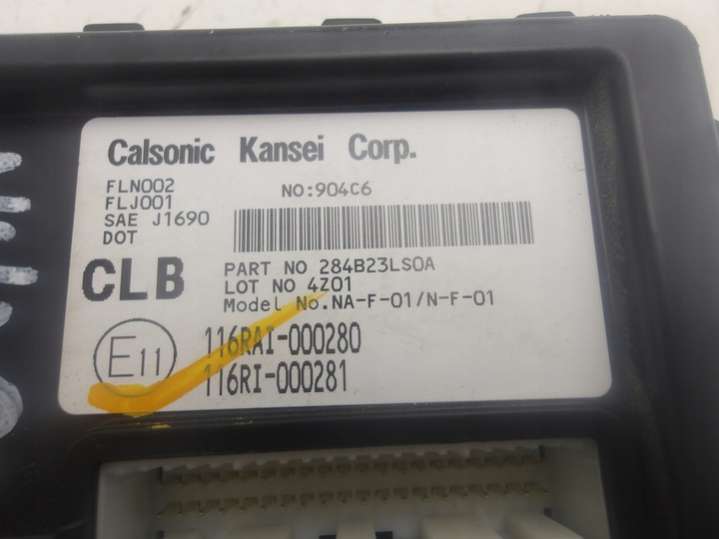 Calsonic Kansei Corp.
FLN002 NO:904C6
FLJ001
SAE J1690
DOT
CLB
PART NO 284B23LS0A
LOT NO 4Z01
Model No.NA-F-01/N-F-01
E11
116RAI-000280
116RI-000281